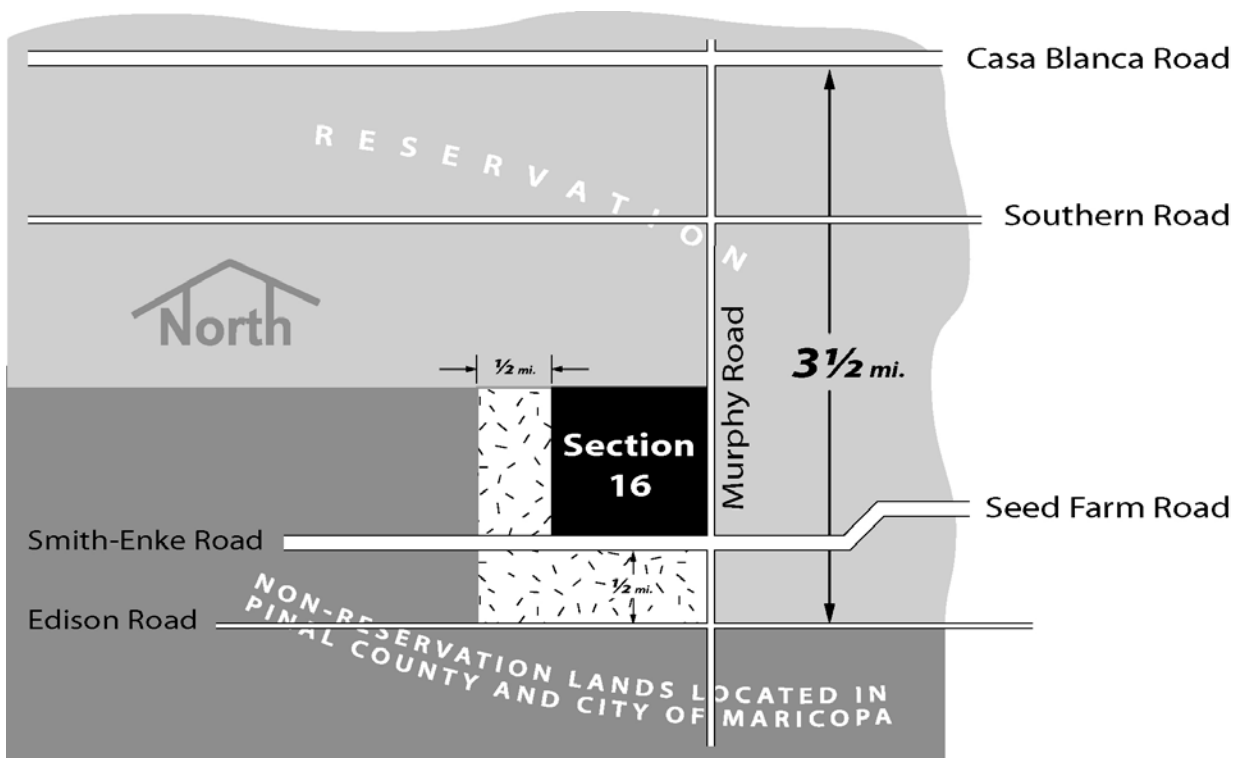 Casa Blanca Road
RESERVATION
Southern Road
North
Murphy Road
3½ mi.
½ mi.
Section
16
Seed Farm Road
Smith-Enke Road
½ mi.
Edison Road
NON-RESERVATION LANDS LOCATED IN
PINAL COUNTY AND CITY OF MARICOPA